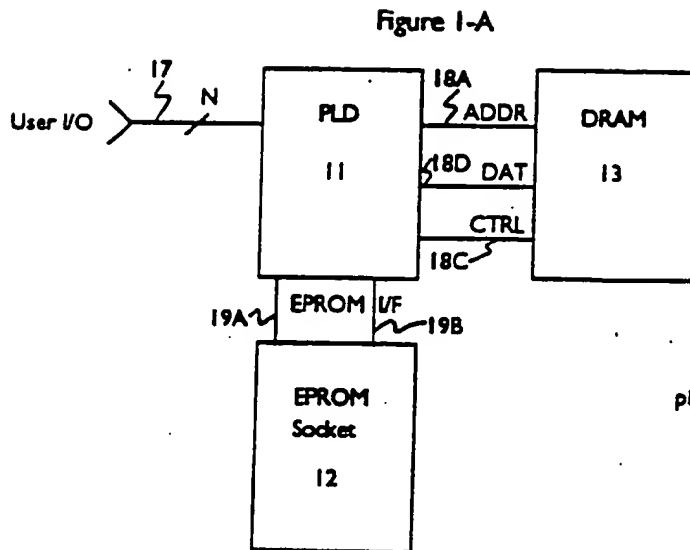 Figure 1-A
17
N
User I/O
PLD
11
18A
ADDR
18D
DAT
CTRL
18C
DRAM
13
19A
EPROM I/F
19B
EPROM
Socket
12